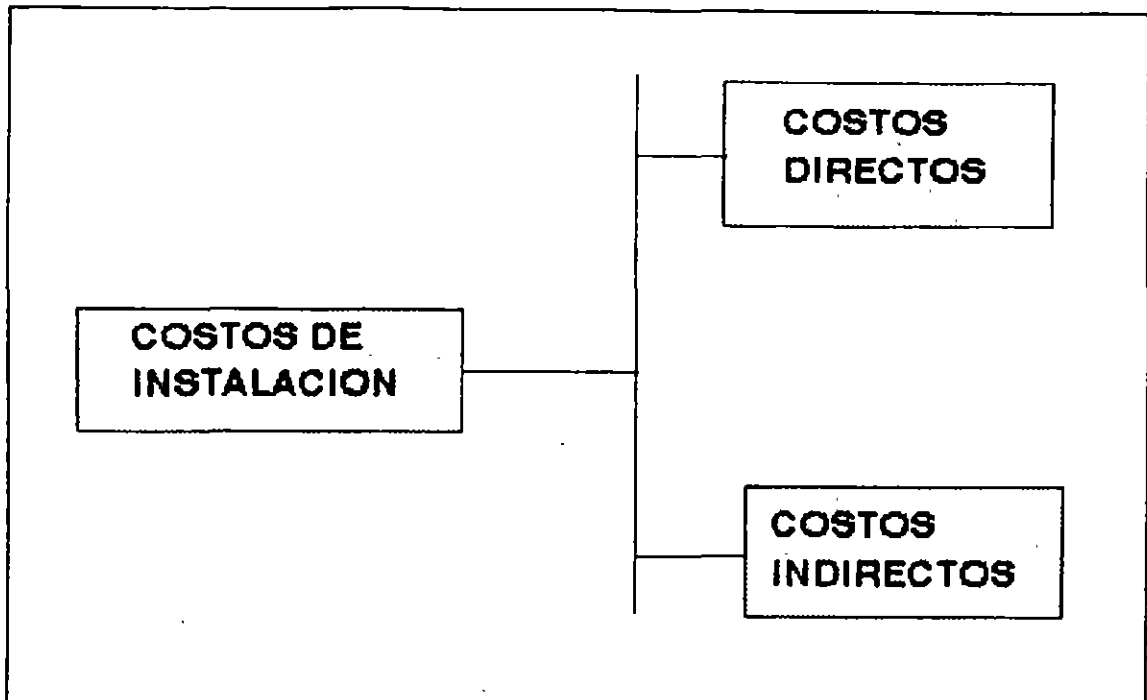 COSTOS
DIRECTOS
COSTOS DE
INSTALACION
COSTOS
INDIRECTOS